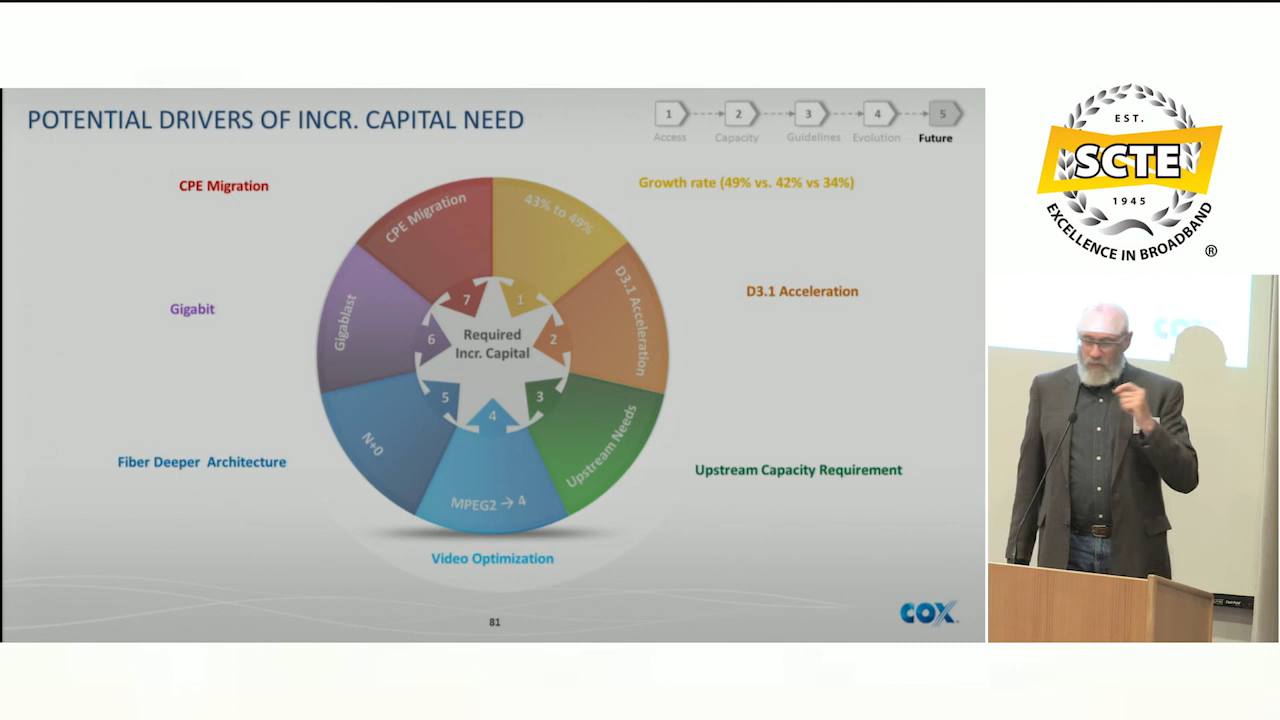 POTENTIAL DRIVERS OF INCR. CAPITAL NEED
1
2
3
4
5
Access
Capacity
Guidelines
Evolution
Future
CPE Migration
Growth rate (49% vs. 42% vs 34%)
CPE Migration
43% to 49%
D3.1 Acceleration
Upstream Needs
MPEG2 → 4
N+0
Gigablast
7
1
2
3
4
5
6
Required
Incr. Capital
D3.1 Acceleration
Gigabit
Fiber Deeper Architecture
Upstream Capacity Requirement
Video Optimization
81
COX
EST.
SCTE
1945
EXCELLENCE IN BROADBAND
®
COX